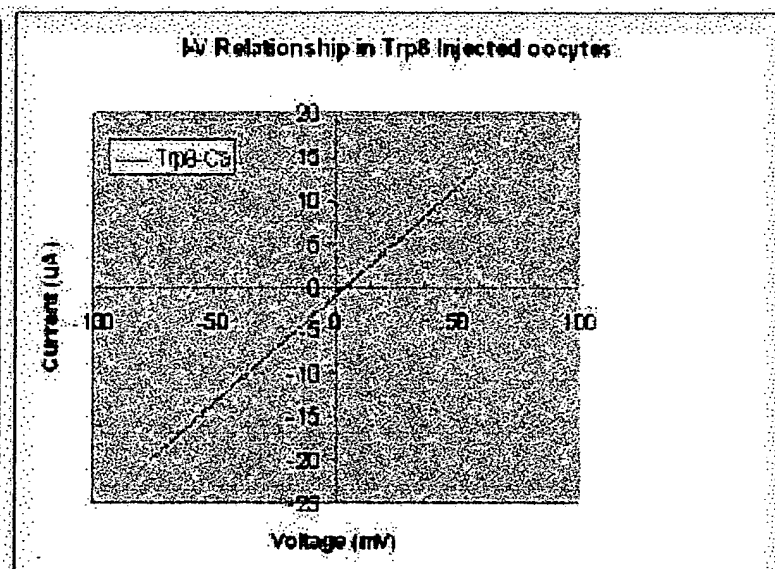 I-V Relationship in Trp8 Injected oocytes
20
Trp8-Ca
15
10
5
0
-100 -50 0 50 100
-5
-10
-15
-20
-25
Current (uA)
Voltage (mV)